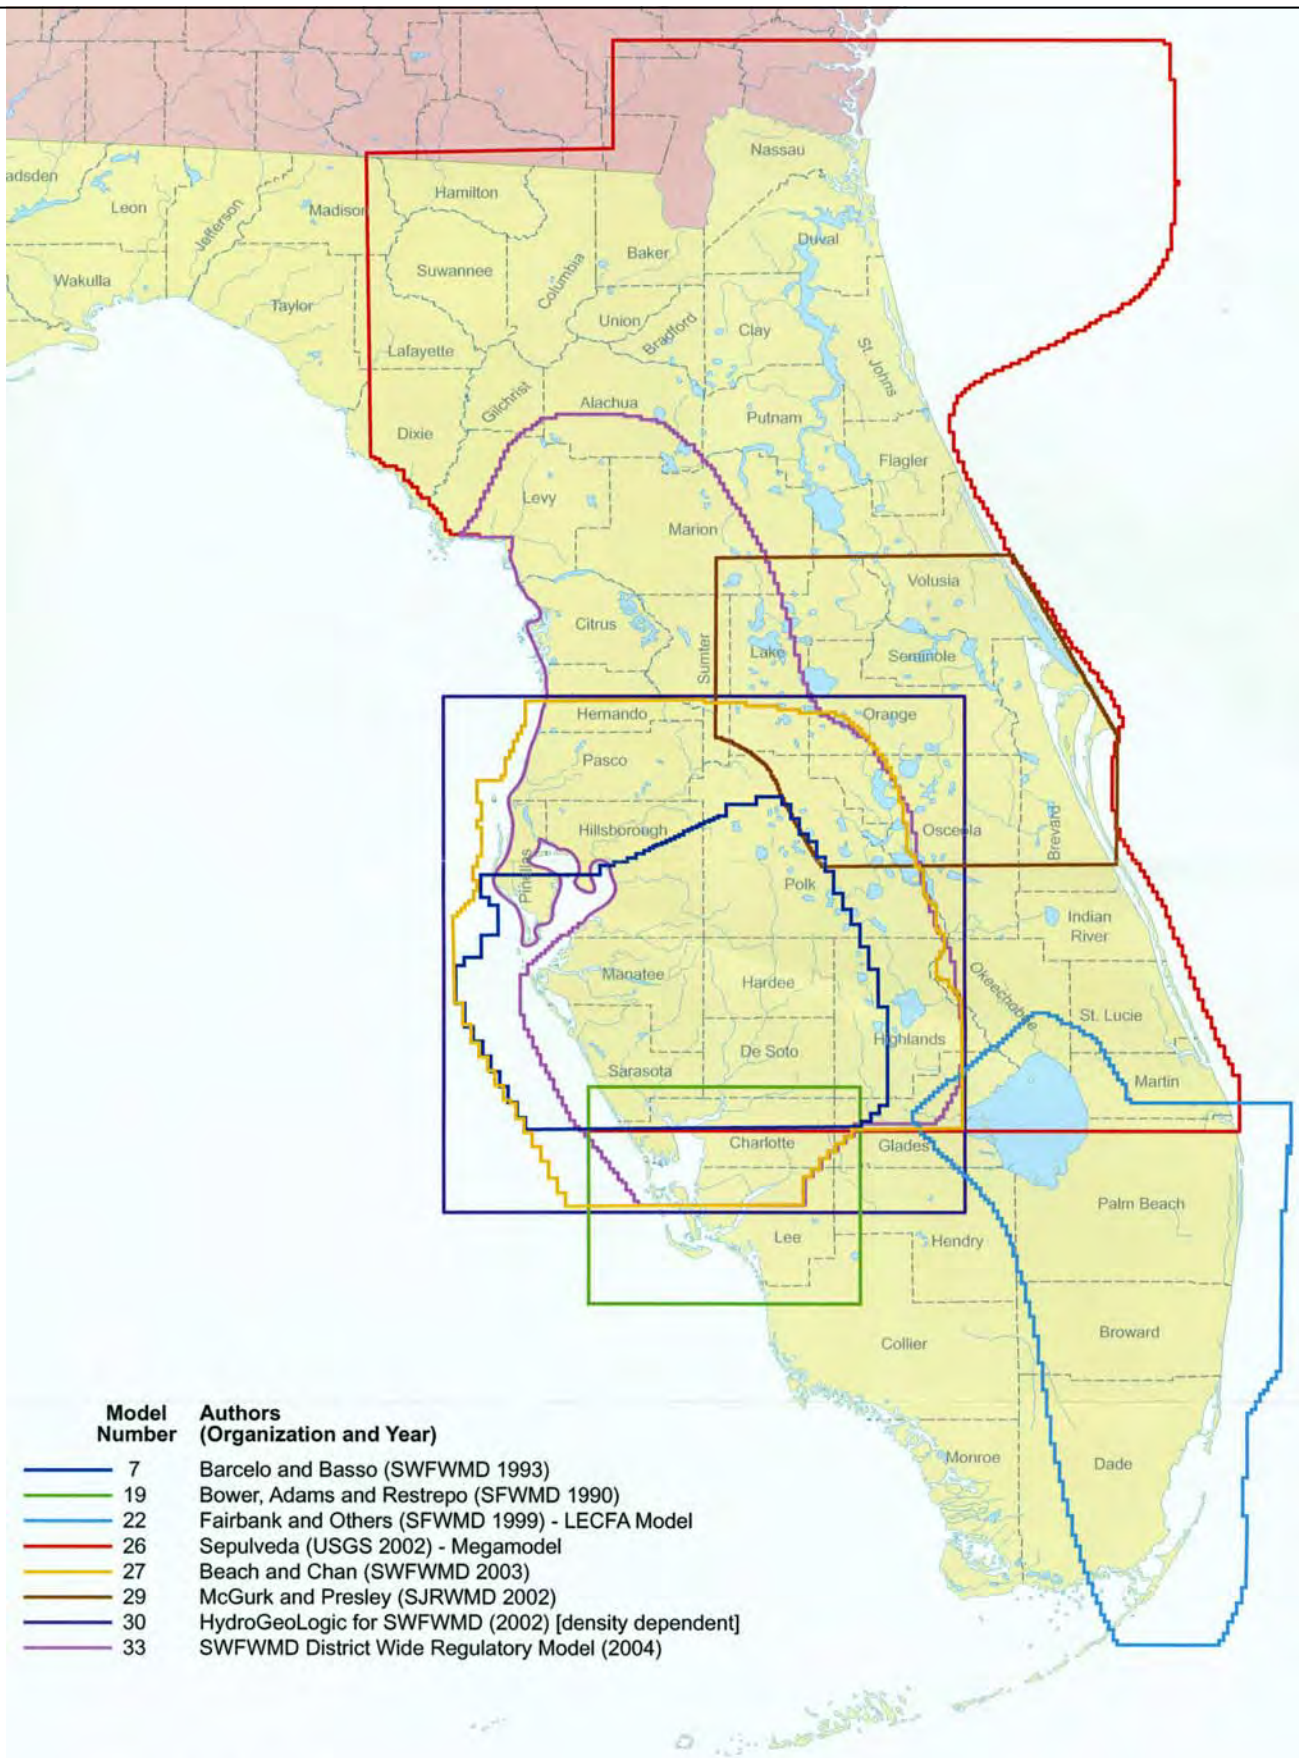 Nassau
adsden
Leon
Jefferson
Madison
Hamilton
Duval
Baker
Columbia
Suwannee
Wakulla
Taylor
Union
Bradford
Clay
St. Johns
Lafayette
Gilchrist
Alachua
Putnam
Dixie
Flagler
Levy
Marion
Volusia
Citrus
Sumter
Lake
Seminole
Hernando
Orange
Pasco
Hillsborough
Osceola
Brevard
Pinellas
Polk
Indian
River
Manatee
Hardee
Okeechobee
St. Lucie
Highlands
De Soto
Sarasota
Martin
Charlotte
Glades
Palm Beach
Lee
Hendry
Broward
Collier
Monroe
Dade
Model Authors
Number (Organization and Year)
7 Barcelo and Basso (SWFWMD 1993)
19 Bower, Adams and Restrepo (SFWMD 1990)
22 Fairbank and Others (SFWMD 1999) - LECFA Model
26 Sepulveda (USGS 2002) - Megamodel
27 Beach and Chan (SWFWMD 2003)
29 McGurk and Presley (SJRWMD 2002)
30 HydroGeoLogic for SWFWMD (2002) [density dependent]
33 SWFWMD District Wide Regulatory Model (2004)